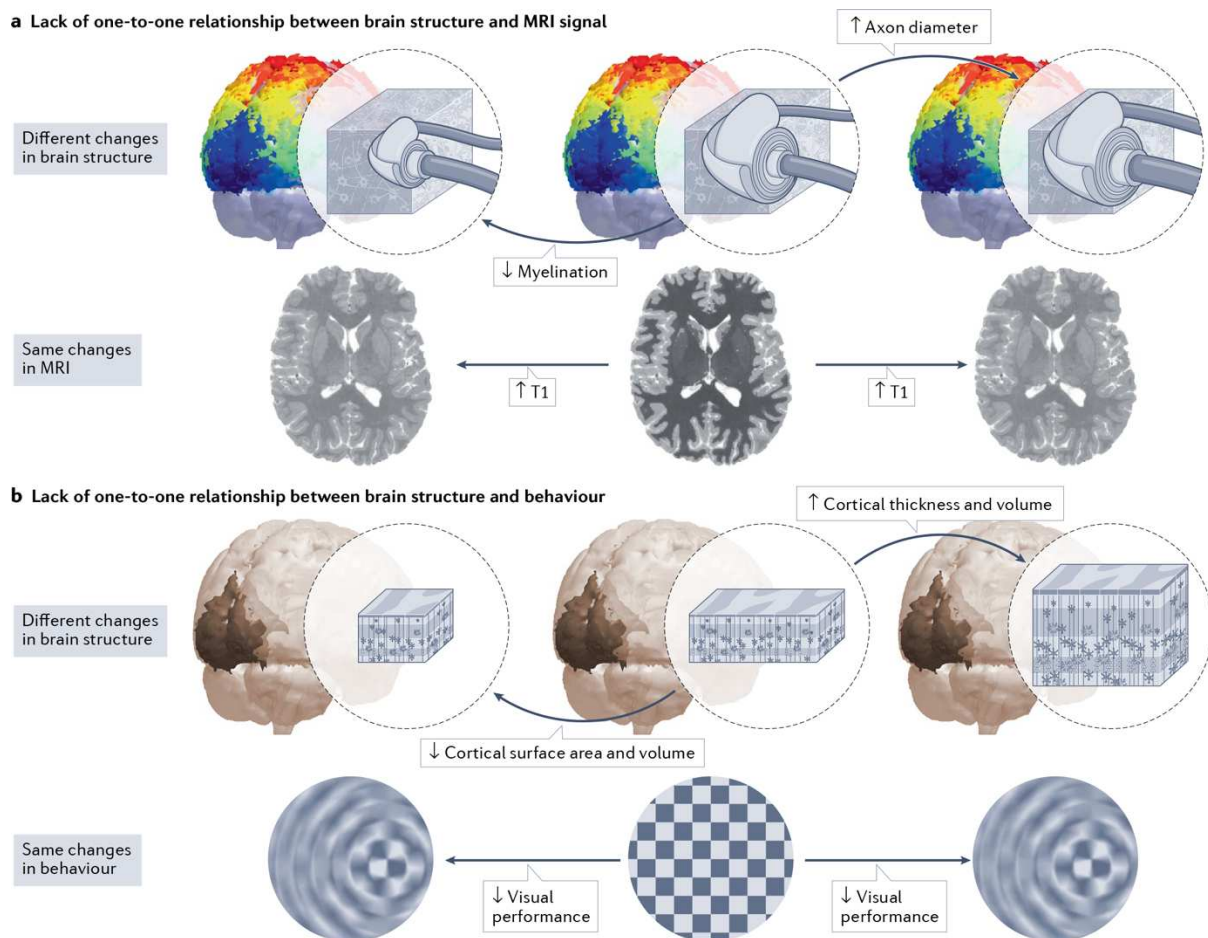 a Lack of one-to-one relationship between brain structure and MRI signal
↑ Axon diameter
Different changes
in brain structure
↓ Myelination
Same changes
in MRI
↑ T1
↑ T1
b Lack of one-to-one relationship between brain structure and behaviour
↑ Cortical thickness and volume
Different changes
in brain structure
↓ Cortical surface area and volume
Same changes
in behaviour
↓ Visual
performance
↓ Visual
performance